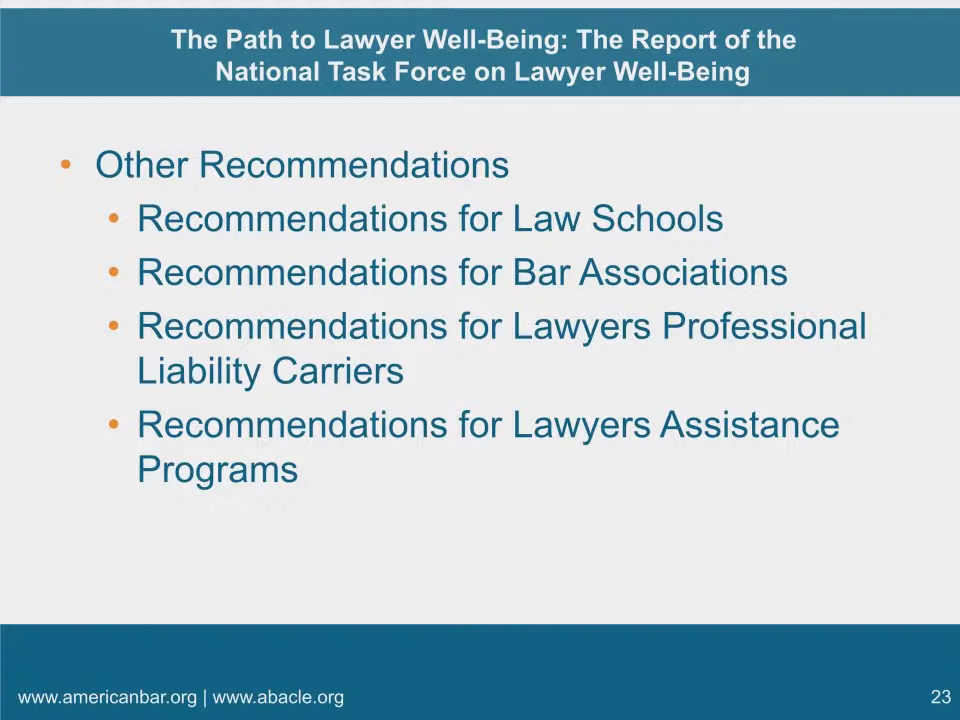 The Path to Lawyer Well-Being: The Report of the
National Task Force on Lawyer Well-Being
• Other Recommendations
• Recommendations for Law Schools
• Recommendations for Bar Associations
• Recommendations for Lawyers Professional
Liability Carriers
• Recommendations for Lawyers Assistance
Programs
www.americanbar.org | www.abacle.org
23